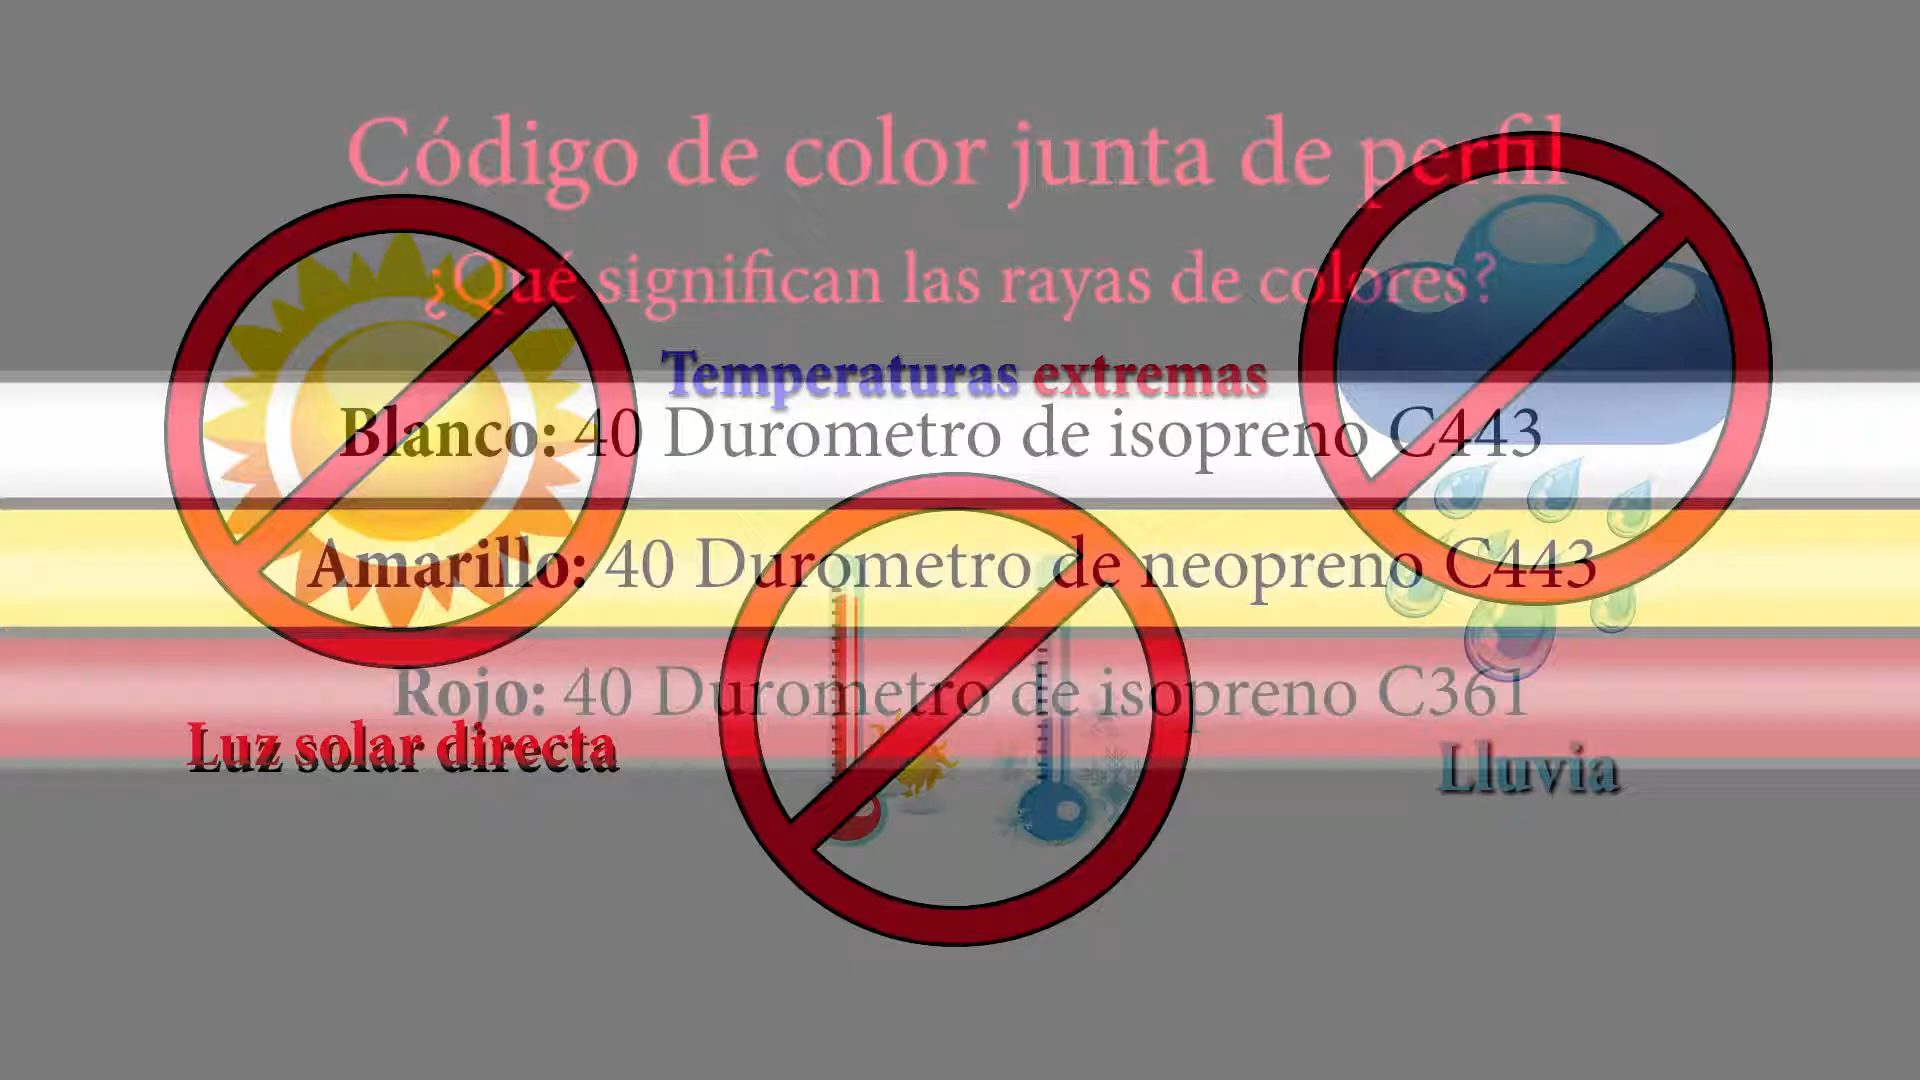 Código de color junta de perfil
¿Qué significan las rayas de colores?
Temperaturas extremas
Blanco: 40 Durometro de isopreno C443
Amarillo: 40 Durometro de neopreno C443
Rojo: 40 Durometro de isopreno C361
Luz solar directa
Lluvia